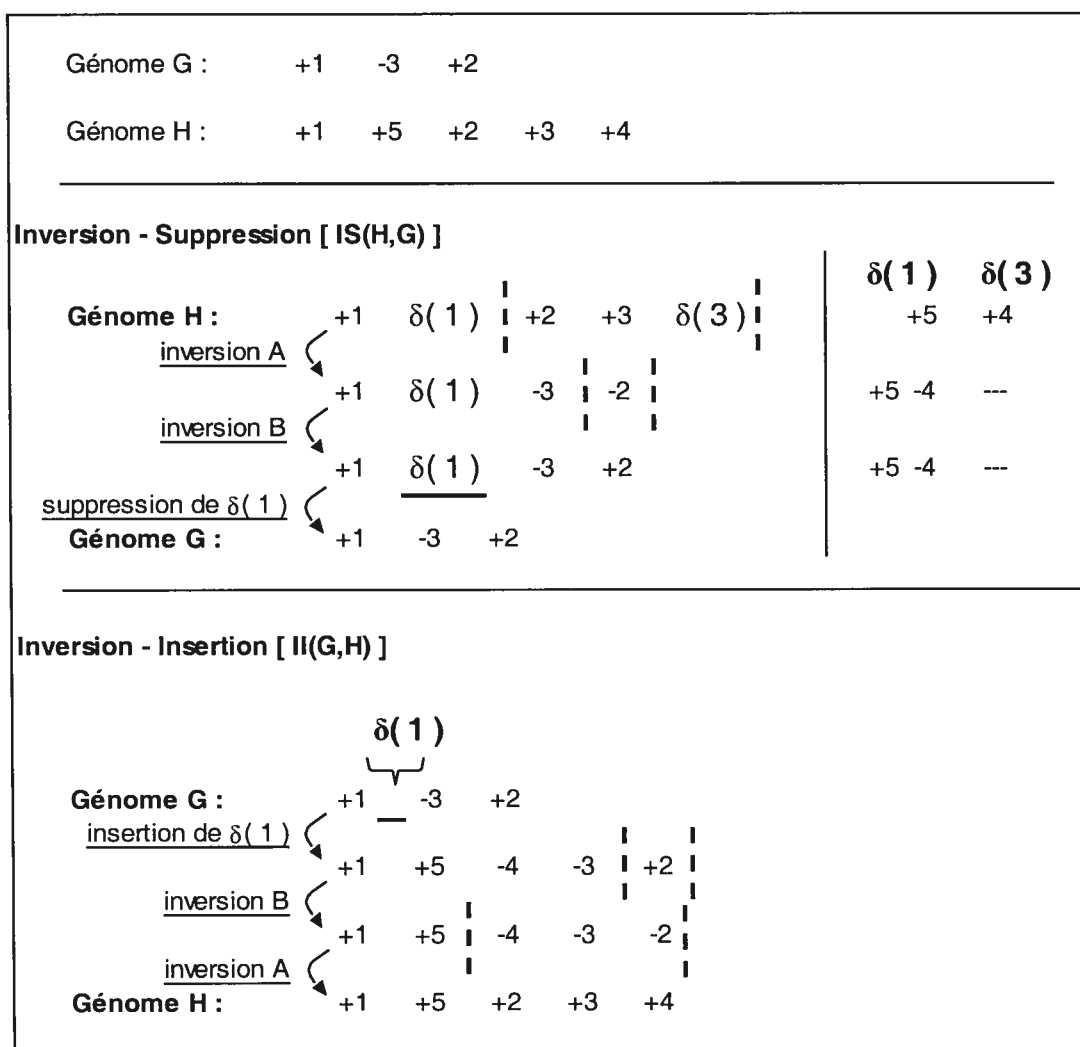 Génome G : +1 -3 +2
Génome H : +1 +5 +2 +3 +4
Inversion - Suppression [ IS(H,G) ]
δ( 1 ) δ( 3 )
Génome H : +1 δ( 1 ) +2 +3 δ( 3 ) +5 +4
inversion A
+1 δ( 1 ) -3 -2 +5 -4 ---
inversion B
+1 δ( 1 ) -3 +2 +5 -4 ---
suppression de δ( 1 )
Génome G : +1 -3 +2
Inversion - Insertion [ II(G,H) ]
δ( 1 )
Génome G : +1 -3 +2
insertion de δ( 1 )
+1 +5 -4 -3 +2
inversion B
+1 +5 -4 -3 -2
inversion A
Génome H : +1 +5 +2 +3 +4